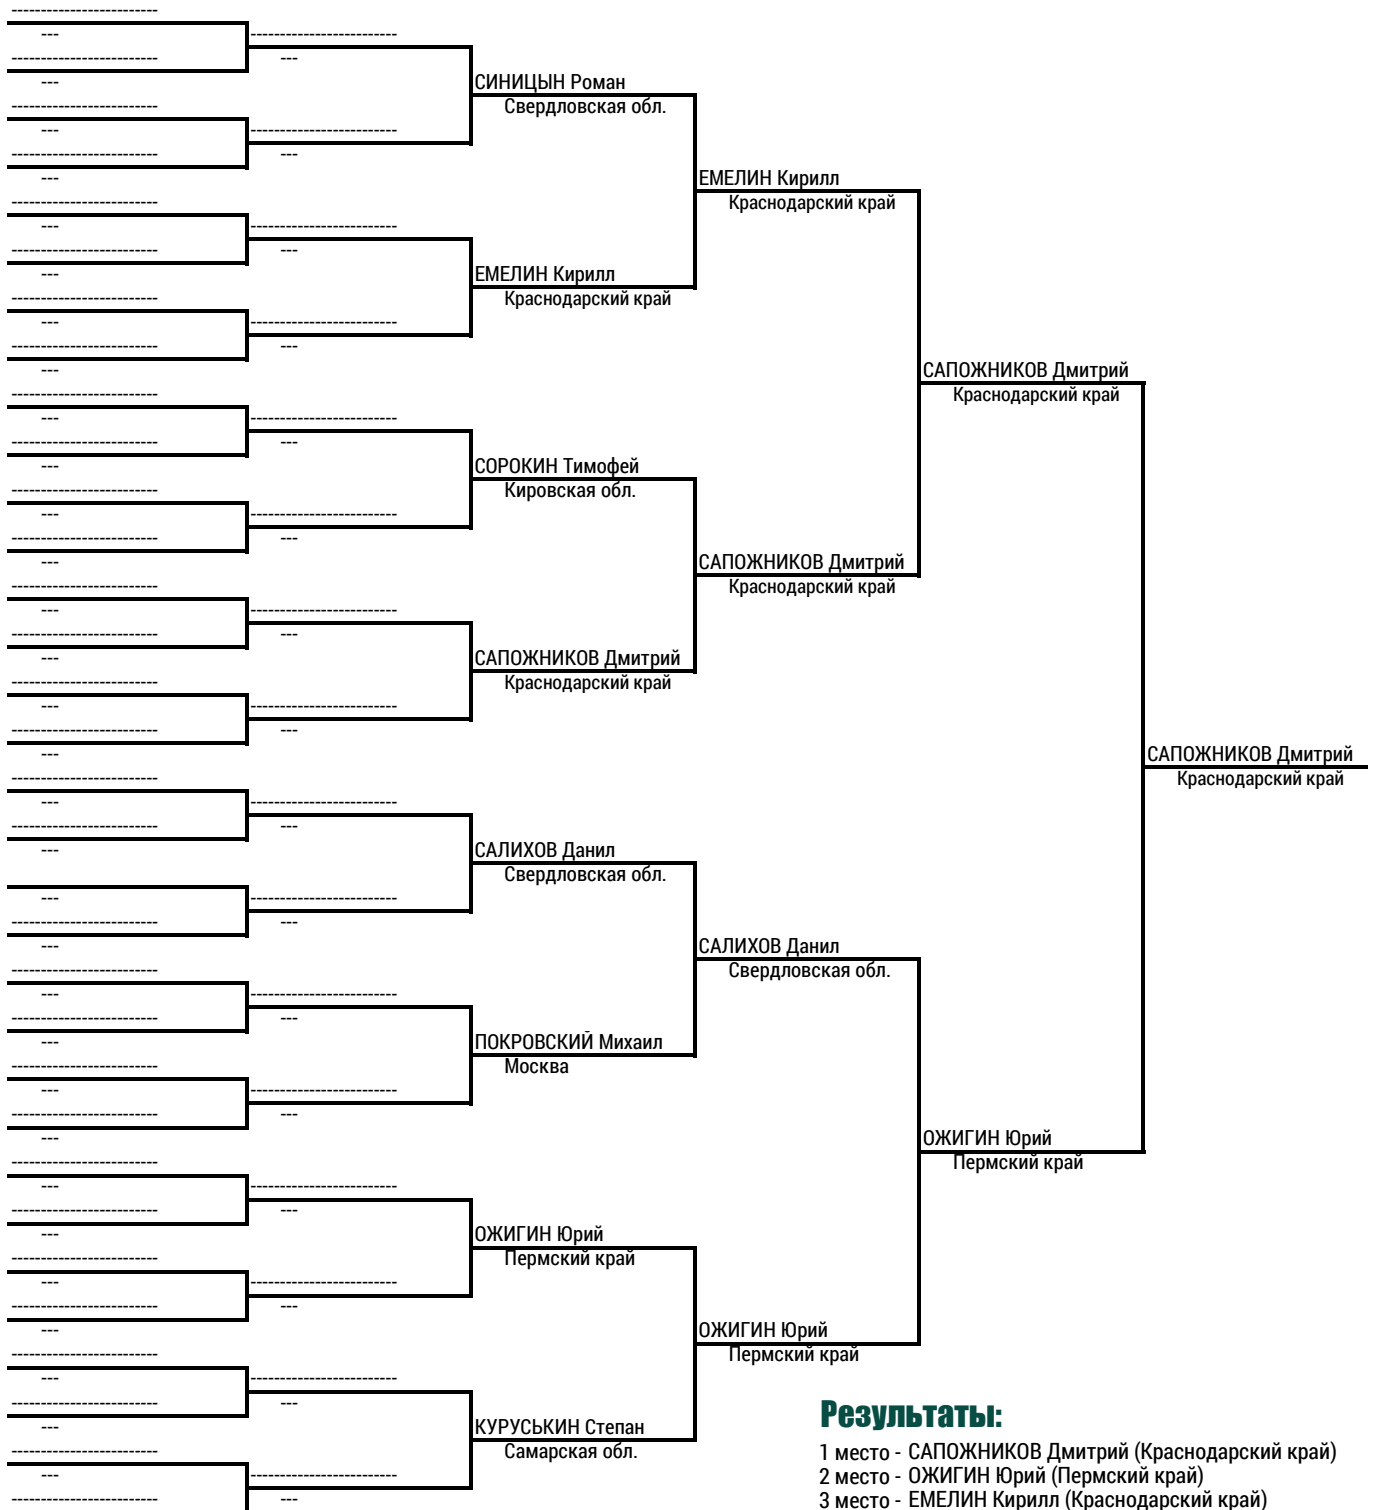 СИНИЦЫН Роман
Свердловская обл.
ЕМЕЛИН Кирилл
Краснодарский край
ЕМЕЛИН Кирилл
Краснодарский край
САПОЖНИКОВ Дмитрий
Краснодарский край
СОРОКИН Тимофей
Кировская обл.
САПОЖНИКОВ Дмитрий
Краснодарский край
САПОЖНИКОВ Дмитрий
Краснодарский край
САПОЖНИКОВ Дмитрий
Краснодарский край
САЛИХОВ Данил
Свердловская обл.
САЛИХОВ Данил
Свердловская обл.
ПОКРОВСКИЙ Михаил
Москва
ОЖИГИН Юрий
Пермский край
ОЖИГИН Юрий
Пермский край
ОЖИГИН Юрий
Пермский край
КУРУСЬКИН Степан
Самарская обл.
Результаты:
1 место - САПОЖНИКОВ Дмитрий (Краснодарский край)
2 место - ОЖИГИН Юрий (Пермский край)
3 место - ЕМЕЛИН Кирилл (Краснодарский край)